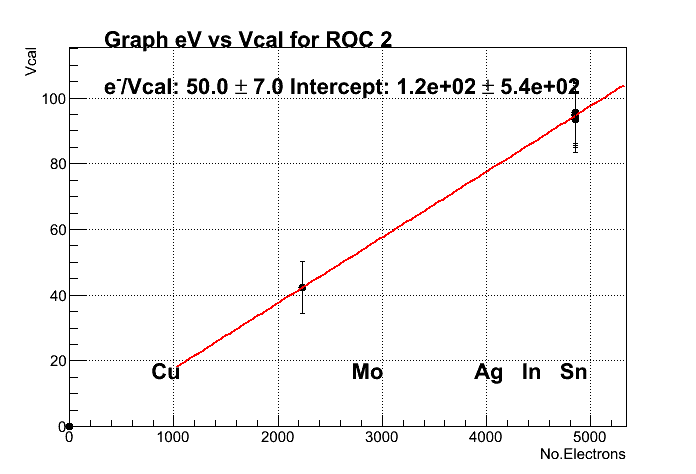 Graph eV vs Vcal for ROC 2
e⁻/Vcal: 50.0 ± 7.0 Intercept: 1.2e+02 ± 5.4e+02
Vcal
100
80
60
40
20
0
Cu Mo Ag In Sn
0 1000 2000 3000 4000 5000
No.Electrons